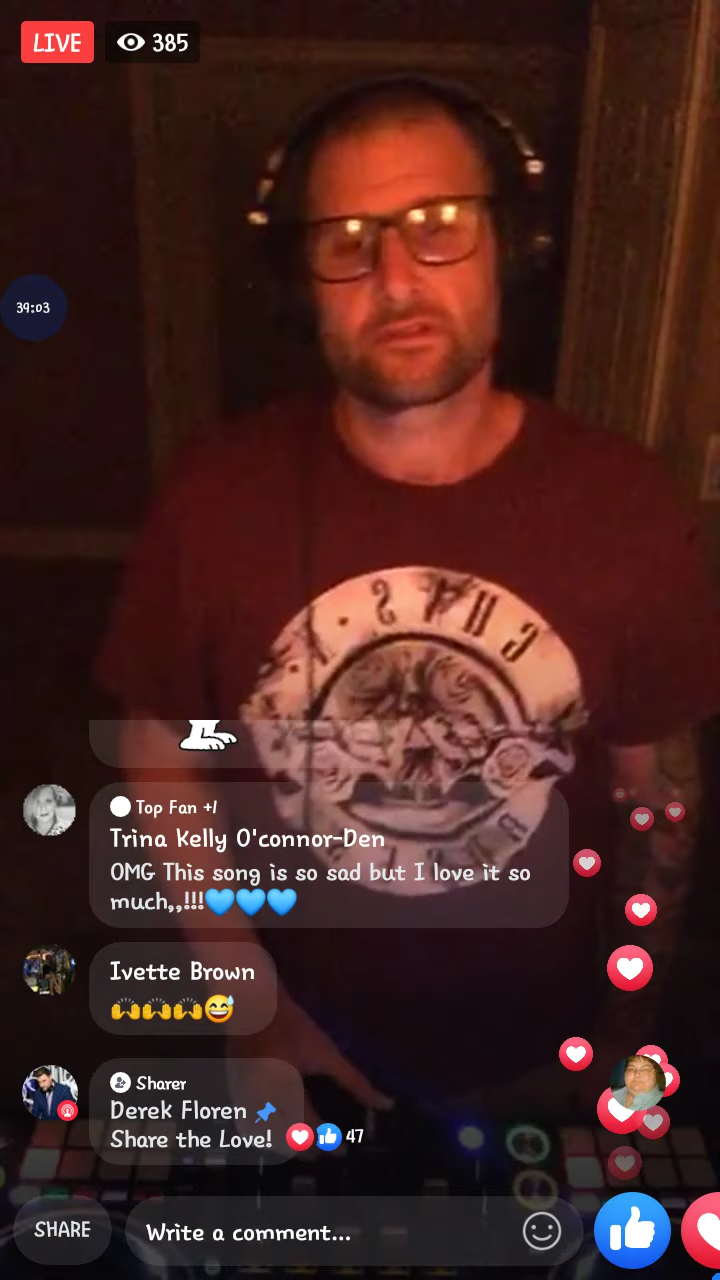 LIVE 385
39:03
GUNS
Top Fan +1
Trina Kelly O'connor-Den
OMG This song is so sad but I love it so
much,,!!!💙💙💙
Ivette Brown
🙌🙌🙌😅
Sharer
Derek Floren 📌
Share the Love! 47
SHARE
Write a comment...